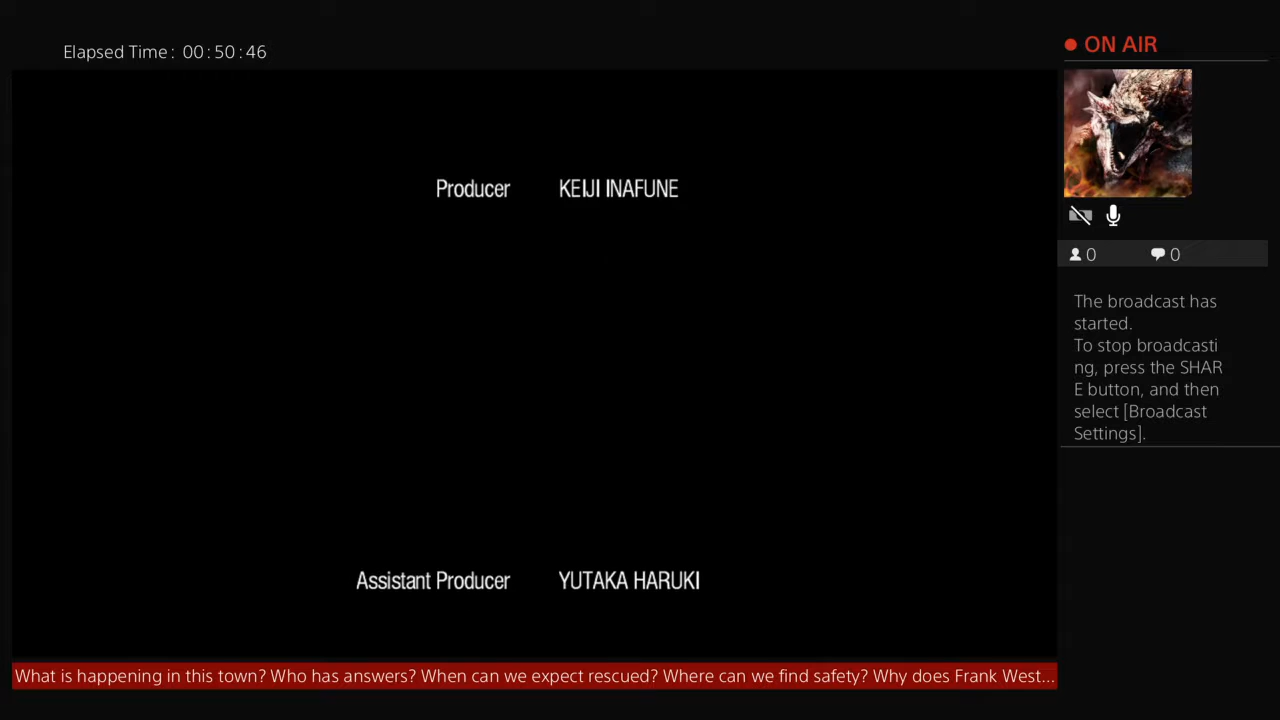 Elapsed Time : 00 : 50 : 46
ON AIR
Producer KEIJI INAFUNE
0 0
The broadcast has
started.
To stop broadcasti
ng, press the SHAR
E button, and then
select [Broadcast
Settings].
Assistant Producer YUTAKA HARUKI
What is happening in this town? Who has answers? When can we expect rescued? Where can we find safety? Why does Frank West...